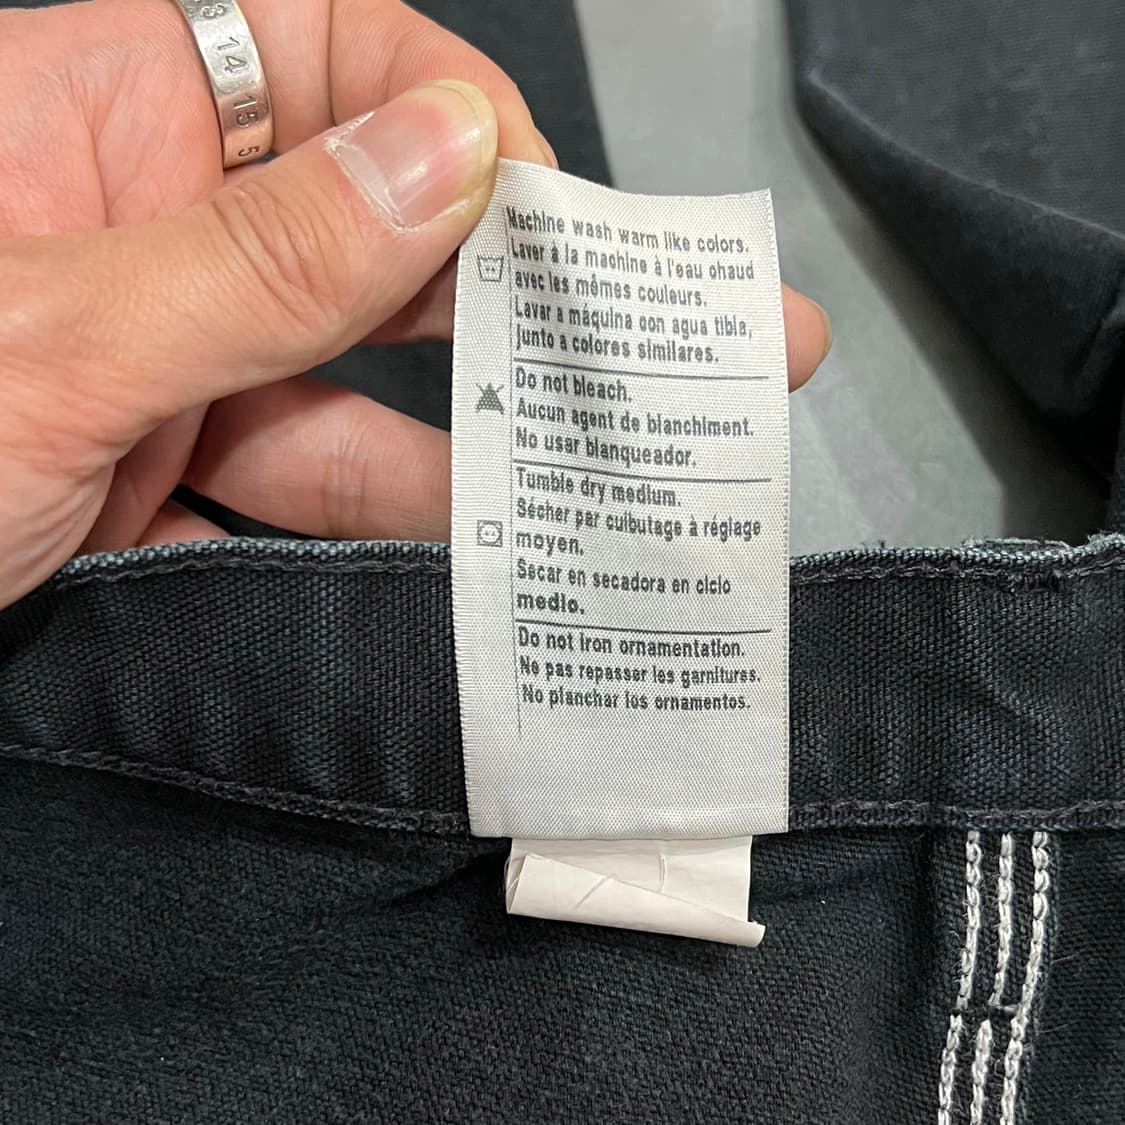 14
15
5
Machine wash warm like colors.
Laver à la machine à l'eau chaud
avec les mêmes couleurs.
Lavar a máquina con agua tibia,
junto a colores similares.
Do not bleach.
Aucun agent de blanchiment.
No usar blanqueador.
Tumble dry medium.
Sécher par culbutage à réglage
moyen.
Secar en secadora en ciclo
medio.
Do not iron ornamentation.
Ne pas repasser les garnitures.
No planchar los ornamentos.